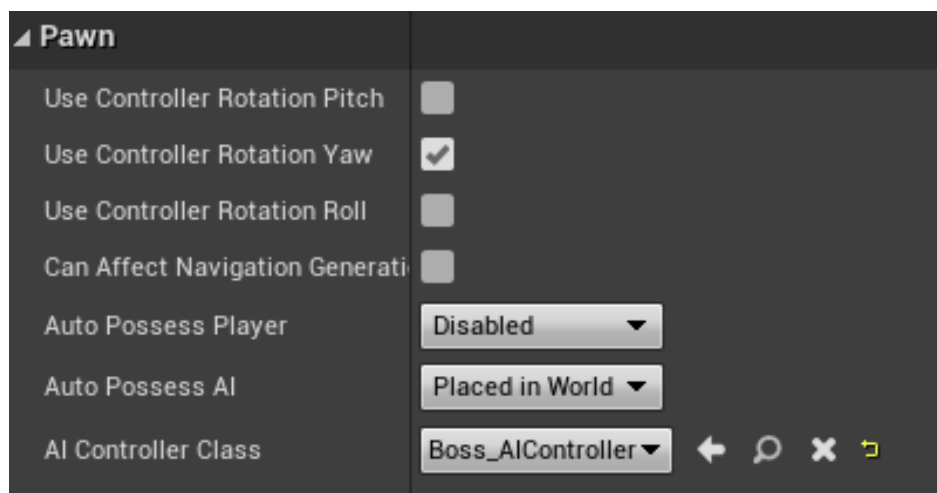 Pawn
Use Controller Rotation Pitch
Use Controller Rotation Yaw
Use Controller Rotation Roll
Can Affect Navigation Generati
Auto Possess Player Disabled
Auto Possess AI Placed in World
AI Controller Class Boss_AIController